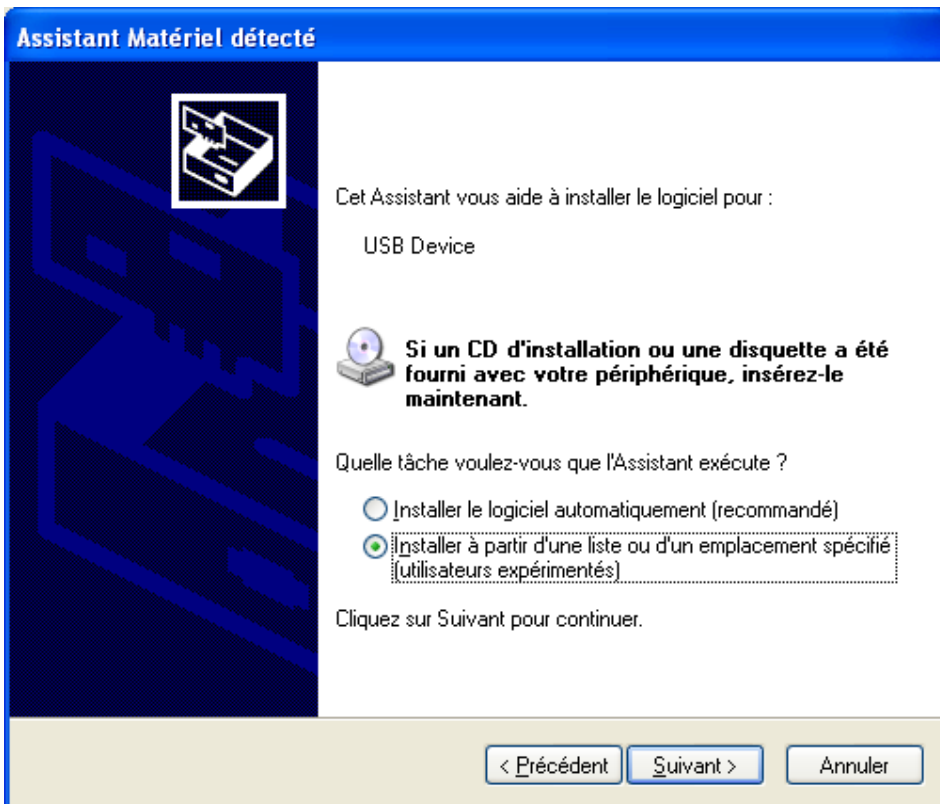 Assistant Matériel détecté
Cet Assistant vous aide à installer le logiciel pour :
USB Device
Si un CD d'installation ou une disquette a été
fourni avec votre périphérique, insérez-le
maintenant.
Quelle tâche voulez-vous que l'Assistant exécute ?
Installer le logiciel automatiquement (recommandé)
Installer à partir d'une liste ou d'un emplacement spécifié
(utilisateurs expérimentés)
Cliquez sur Suivant pour continuer.
< Précédent Suivant > Annuler